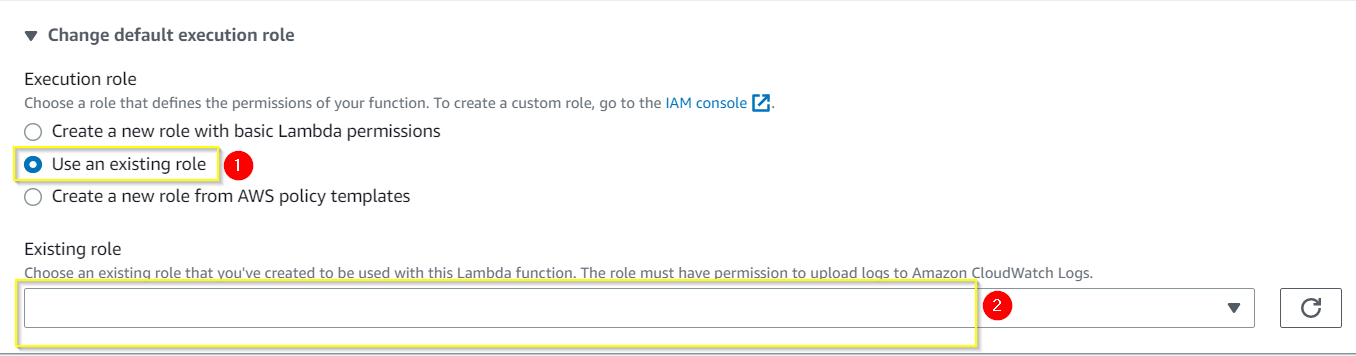 Change default execution role
Execution role
Choose a role that defines the permissions of your function. To create a custom role, go to the IAM console.
Create a new role with basic Lambda permissions
Use an existing role 1
Create a new role from AWS policy templates
Existing role
Choose an existing role that you've created to be used with this Lambda function. The role must have permission to upload logs to Amazon CloudWatch Logs.
2